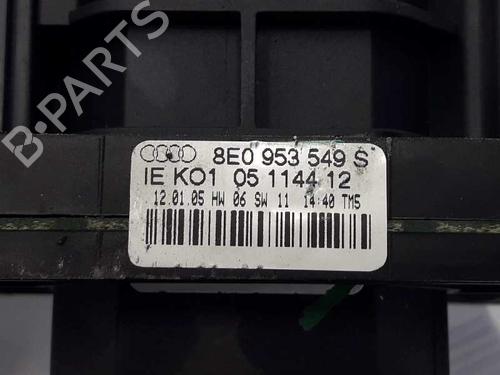 B-PARTS
8E0 953 549 S
IE KO1 05 1144 12
12.01.05 HW 06 SW 11 14:40 TM5